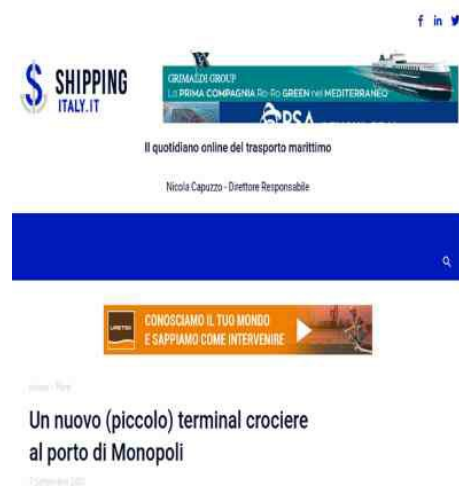 f in
SHIPPING
ITALY.IT
GRIMALDI GROUP
La PRIMA COMPAGNIA Ro-Ro GREEN nel MEDITERRANEO
PSA
Il quotidiano online del trasporto marittimo
Nicola Capuzzo - Direttore Responsabile
CONOSCIAMO IL TUO MONDO
E SAPPIAMO COME INTERVENIRE
Un nuovo (piccolo) terminal crociere
al porto di Monopoli